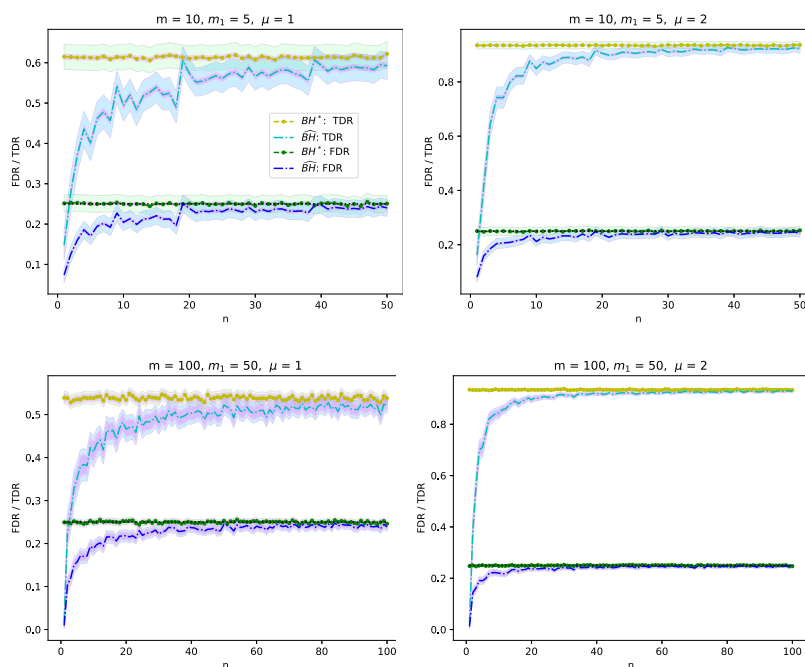 m = 10, m₁ = 5, μ = 1
FDR / TDR
0.6
0.5
0.4
0.3
0.2
0.1
BH*: TDR
B̂H: TDR
BH*: FDR
B̂H: FDR
0 10 20 30 40 50
n
m = 10, m₁ = 5, μ = 2
FDR / TDR
0.8
0.6
0.4
0.2
0 10 20 30 40 50
n
m = 100, m₁ = 50, μ = 1
FDR / TDR
0.5
0.4
0.3
0.2
0.1
0.0
0 20 40 60 80 100
n
m = 100, m₁ = 50, μ = 2
FDR / TDR
0.8
0.6
0.4
0.2
0.0
0 20 40 60 80 100
n